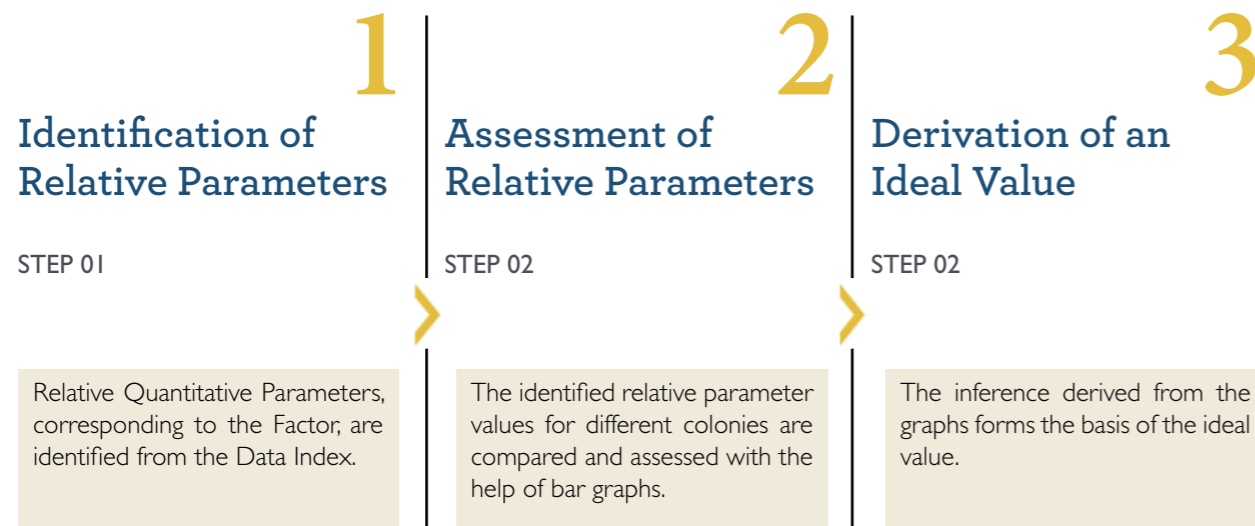 1
Identification of
Relative Parameters
STEP 01
Relative Quantitative Parameters,
corresponding to the Factor, are
identified from the Data Index.
2
Assessment of
Relative Parameters
STEP 02
The identified relative parameter
values for different colonies are
compared and assessed with the
help of bar graphs.
3
Derivation of an
Ideal Value
STEP 02
The inference derived from the
graphs forms the basis of the ideal
value.